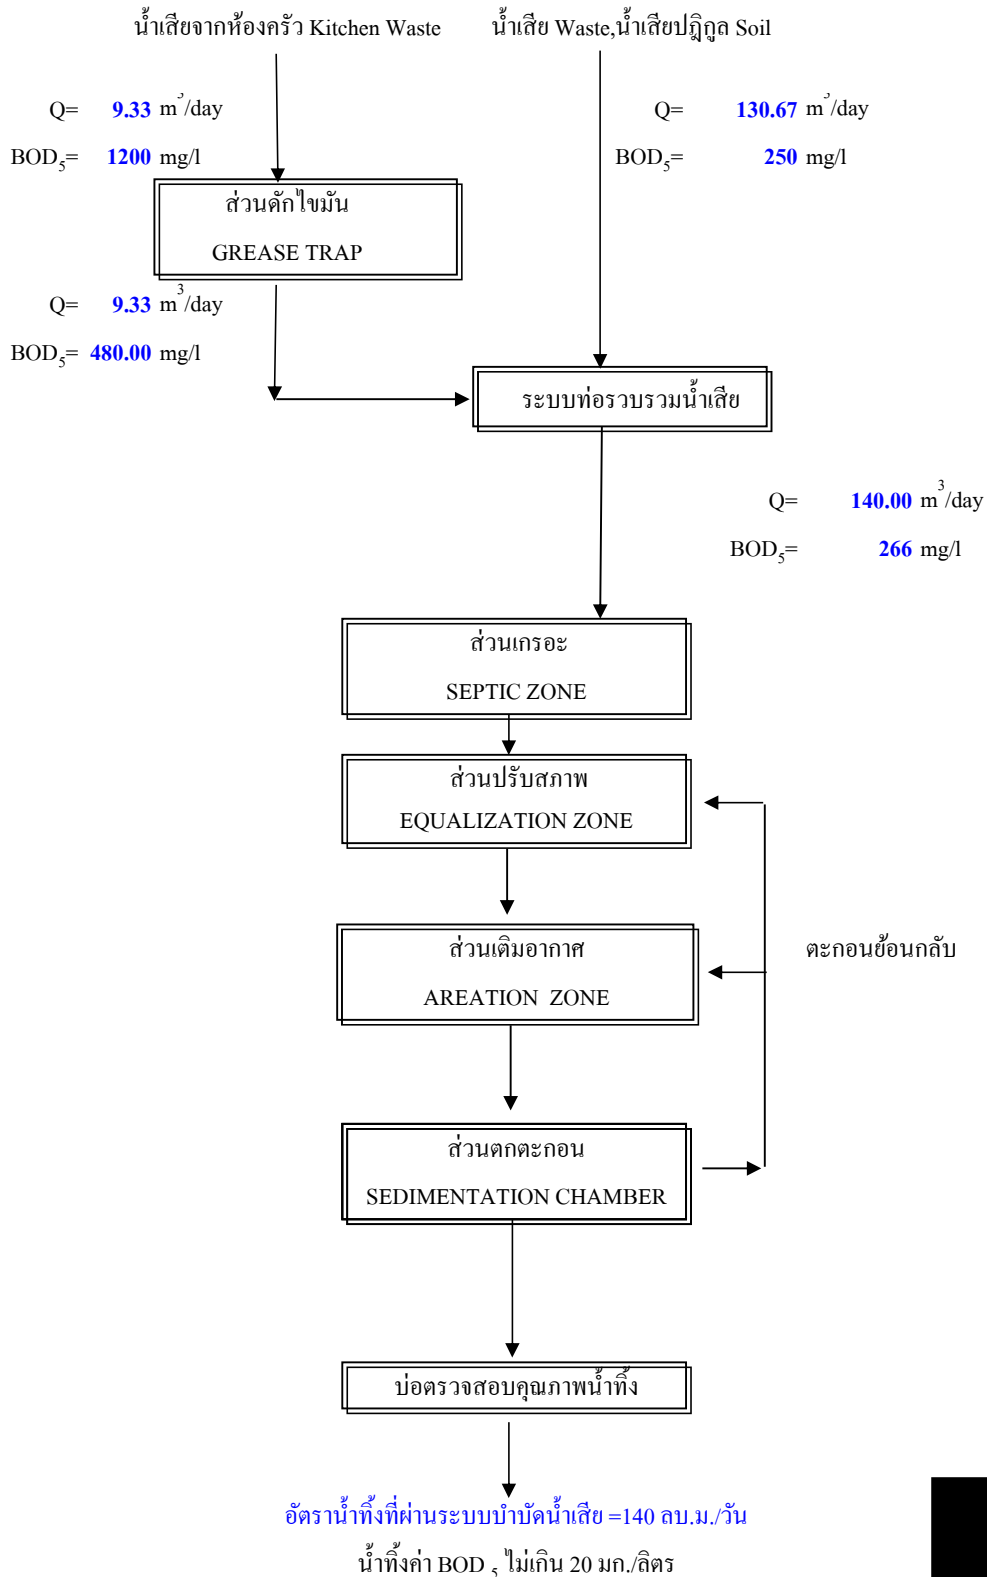 น้ำเสียจากห้องครัว Kitchen Waste
น้ำเสีย Waste,น้ำเสียปฎิกูล Soil
Q= 9.33 m³/day
BOD₅= 1200 mg/l
Q= 130.67 m³/day
BOD₅= 250 mg/l
ส่วนดักไขมัน
GREASE TRAP
Q= 9.33 m³/day
BOD₅= 480.00 mg/l
ระบบท่อรวบรวมน้ำเสีย
Q= 140.00 m³/day
BOD₅= 266 mg/l
ส่วนเกรอะ
SEPTIC ZONE
ส่วนปรับสภาพ
EQUALIZATION ZONE
ส่วนเติมอากาศ
AREATION ZONE
ตะกอนย้อนกลับ
ส่วนตกตะกอน
SEDIMENTATION CHAMBER
บ่อตรวจสอบคุณภาพน้ำทิ้ง
อัตราน้ำทิ้งที่ผ่านระบบบำบัดน้ำเสีย =140 ลบ.ม./วัน
น้ำทิ้งค่า BOD ₅ ไม่เกิน 20 มก./ลิตร